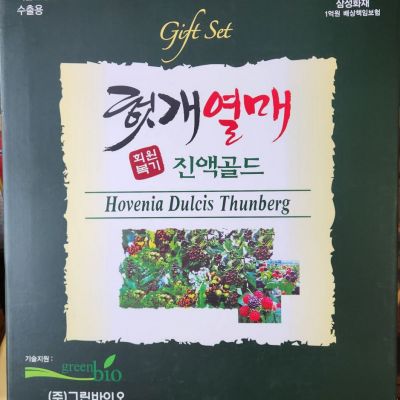 수출용
삼성화재
1억원 배상책임보험
Gift Set
헛개열매
회원
복기
진액골드
Hovenia Dulcis Thunberg
기술지원 :
green
bio
(주)그린바이오